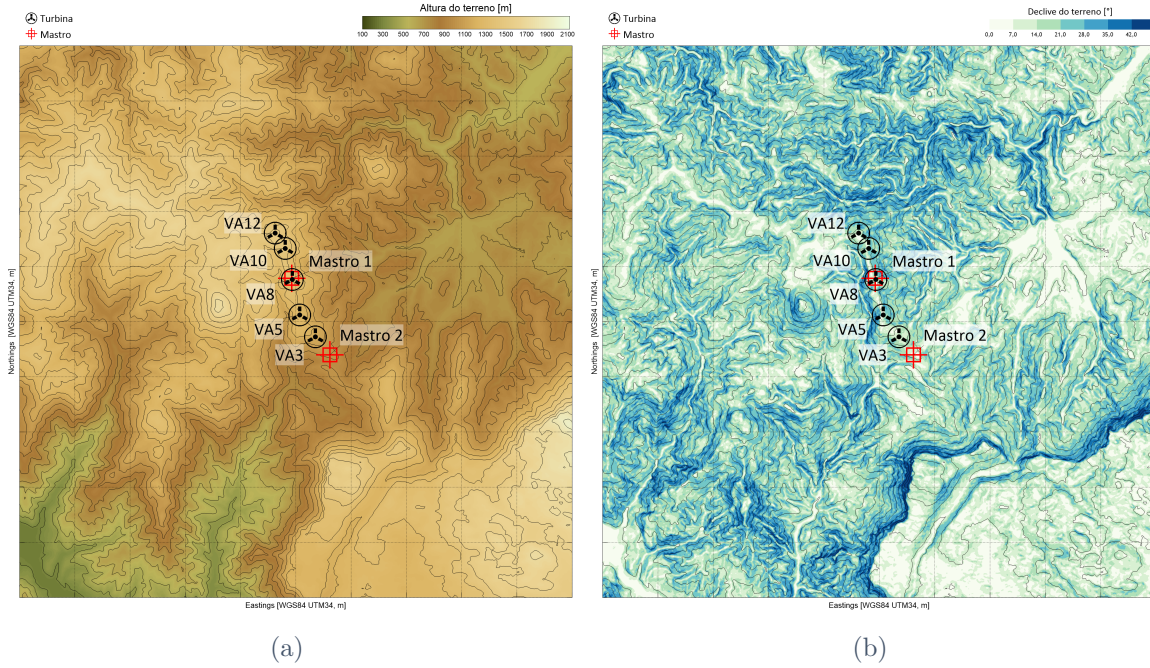 Turbina
Mastro
Altura do terreno [m]
100 300 500 700 900 1100 1300 1500 1700 1900 2100
VA12
VA10
Mastro 1
VA8
VA5
Mastro 2
VA3
Northings [WGS84 UTM34, m]
Eastings [WGS84 UTM34, m]
(a)
Turbina
Mastro
Declive do terreno [°]
0,0 7,0 14,0 21,0 28,0 35,0 42,0
VA12
VA10
Mastro 1
VA8
VA5
Mastro 2
VA3
Northings [WGS84 UTM34, m]
Eastings [WGS84 UTM34, m]
(b)